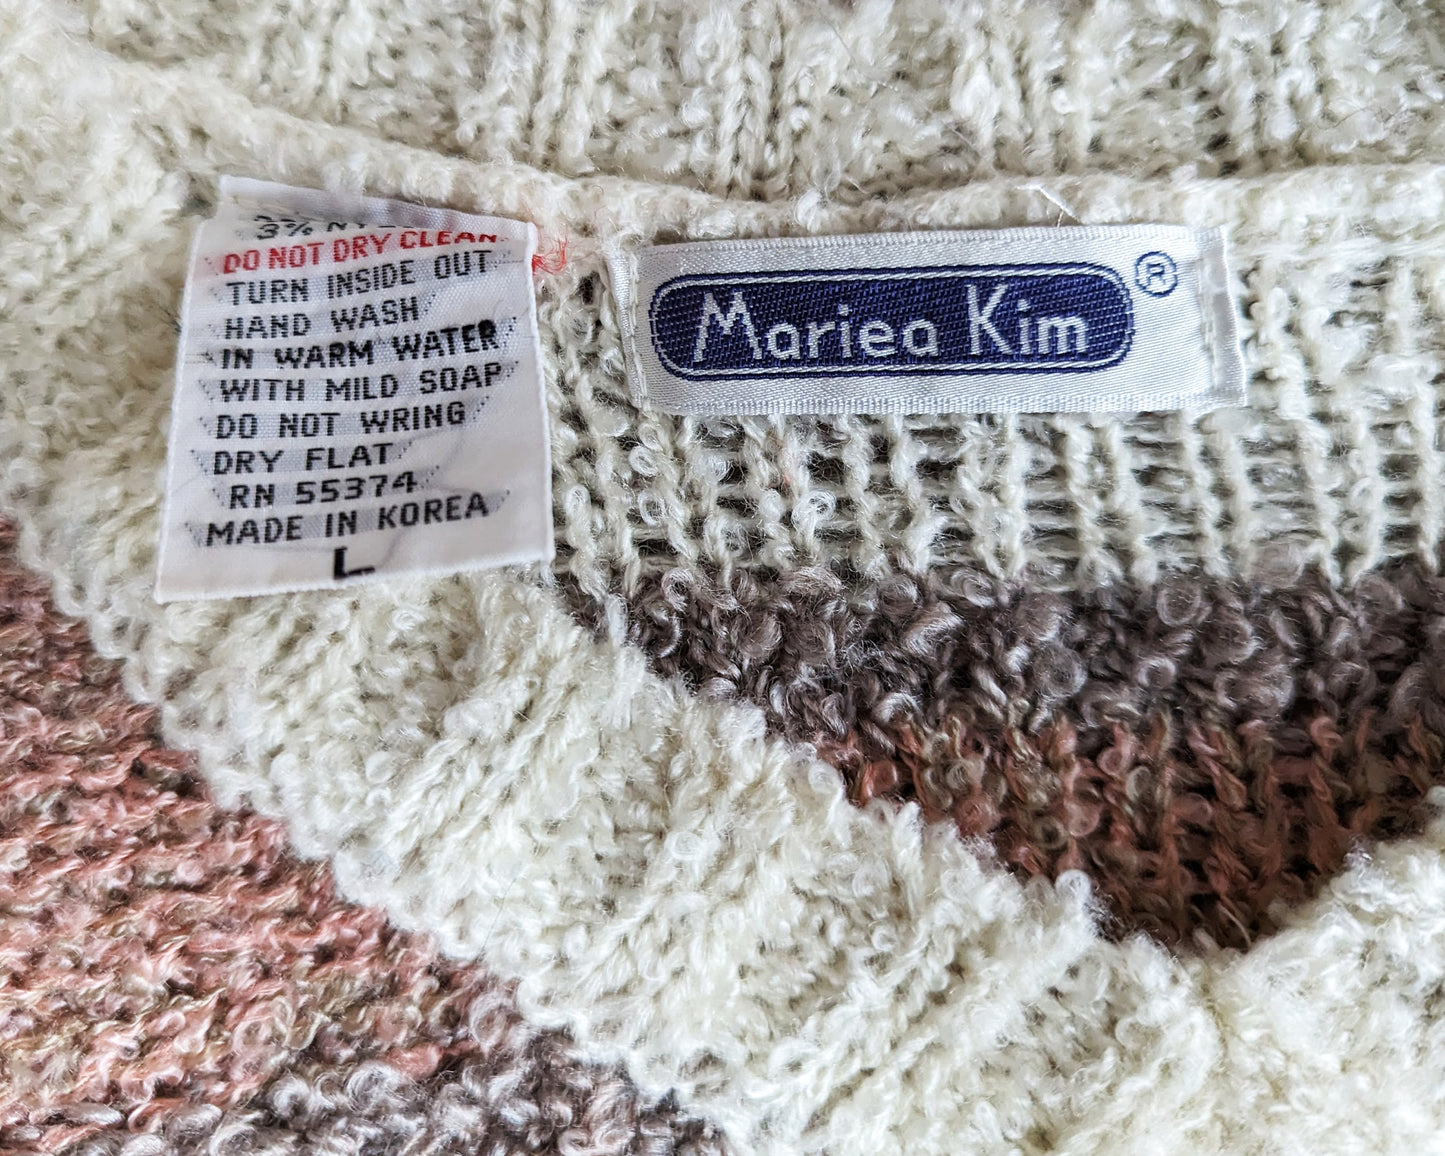 3%
DO NOT DRY CLEAN
TURN INSIDE OUT
HAND WASH
IN WARM WATER
WITH MILD SOAP
DO NOT WRING
DRY FLAT
RN 55374
MADE IN KOREA
L
Mariea Kim ®